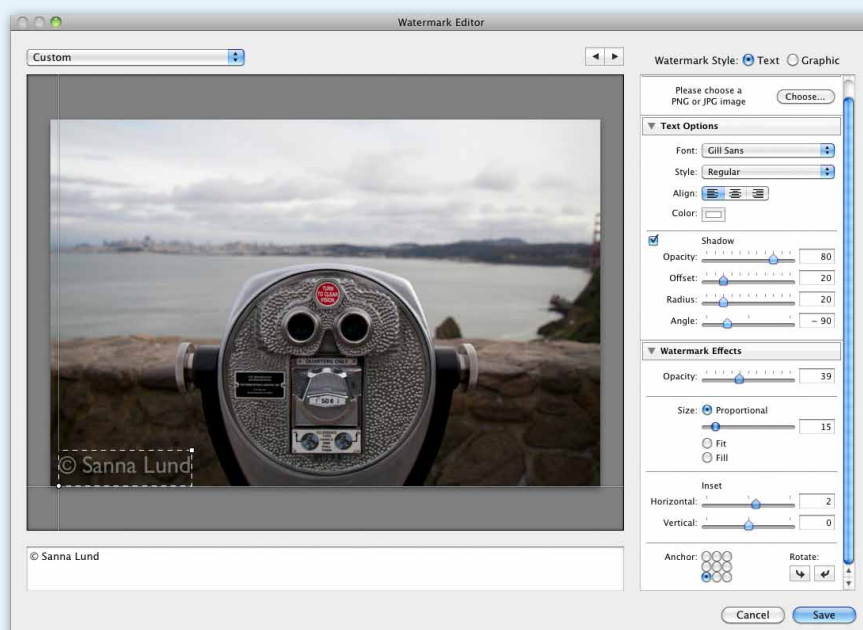 Watermark Editor
Custom
Watermark Style: Text Graphic
Please choose a
PNG or JPG image
Choose...
Text Options
Font: Gill Sans
Style: Regular
Align:
Color:
Shadow
Opacity: 80
Offset: 20
Radius: 20
Angle: - 90
Watermark Effects
Opacity: 39
Size: Proportional
15
Fit
Fill
Inset
Horizontal: 2
Vertical: 0
Anchor: Rotate:
TURN
TO CLEAR
VISION
QUARTERS ONLY
50¢
© Sanna Lund
© Sanna Lund
Cancel Save